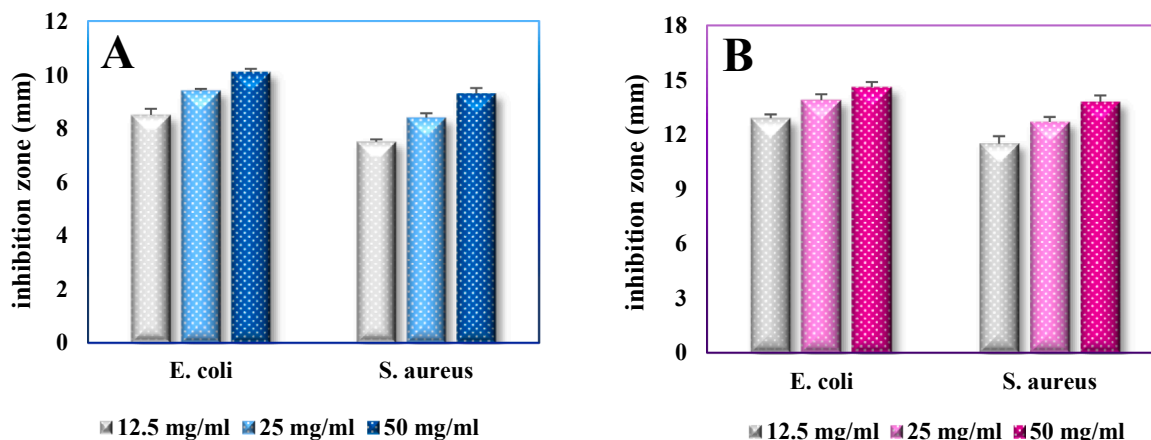 A
inhibition zone (mm)
12
10
8
6
4
2
0
E. coli
S. aureus
12.5 mg/ml
25 mg/ml
50 mg/ml
B
inhibition zone (mm)
18
15
12
9
6
3
0
E. coli
S. aureus
12.5 mg/ml
25 mg/ml
50 mg/ml